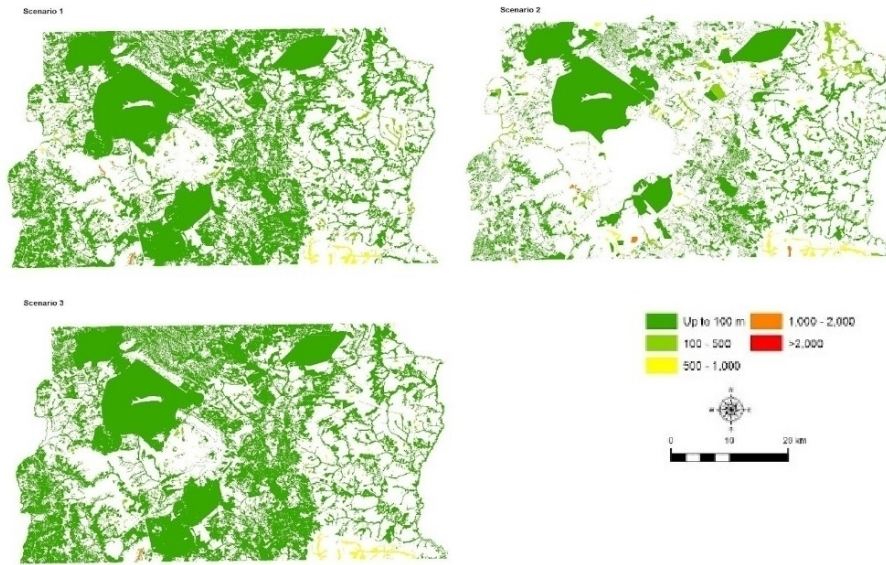 Scenario 1
Scenario 2
Scenario 3
Up to 100 m
100 - 500
500 - 1,000
1,000 - 2,000
>2,000
N
W
E
S
0 10 20 km